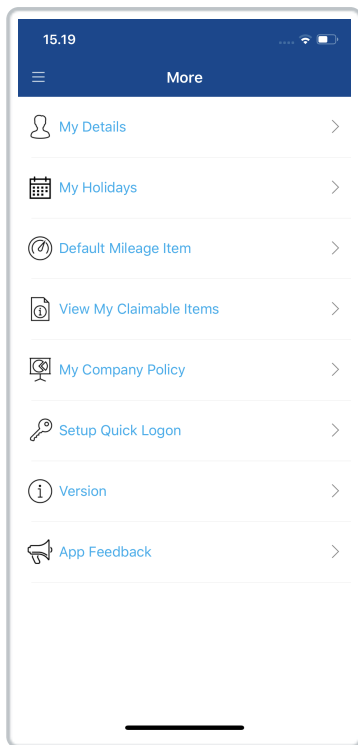 15.19
More
My Details
My Holidays
Default Mileage Item
View My Claimable Items
My Company Policy
Setup Quick Logon
Version
App Feedback